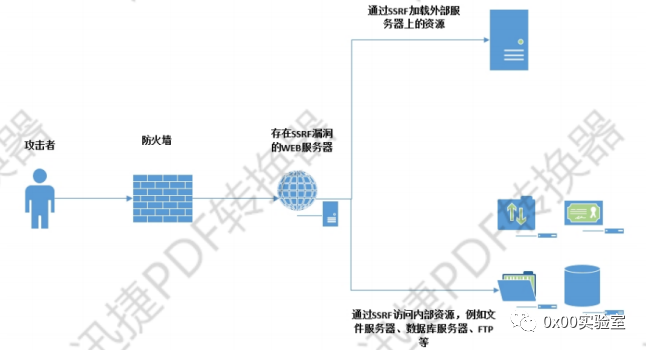 通过SSRF加载外部服
务器上的资源
存在SSRF漏洞
的WEB服务器
防火墙
攻击者
通过SSRF访问内部资源，例如文
件服务器、数据库服务器、FTP
等
0x00实验室
迅捷PDF转换器
迅捷PDF转换器